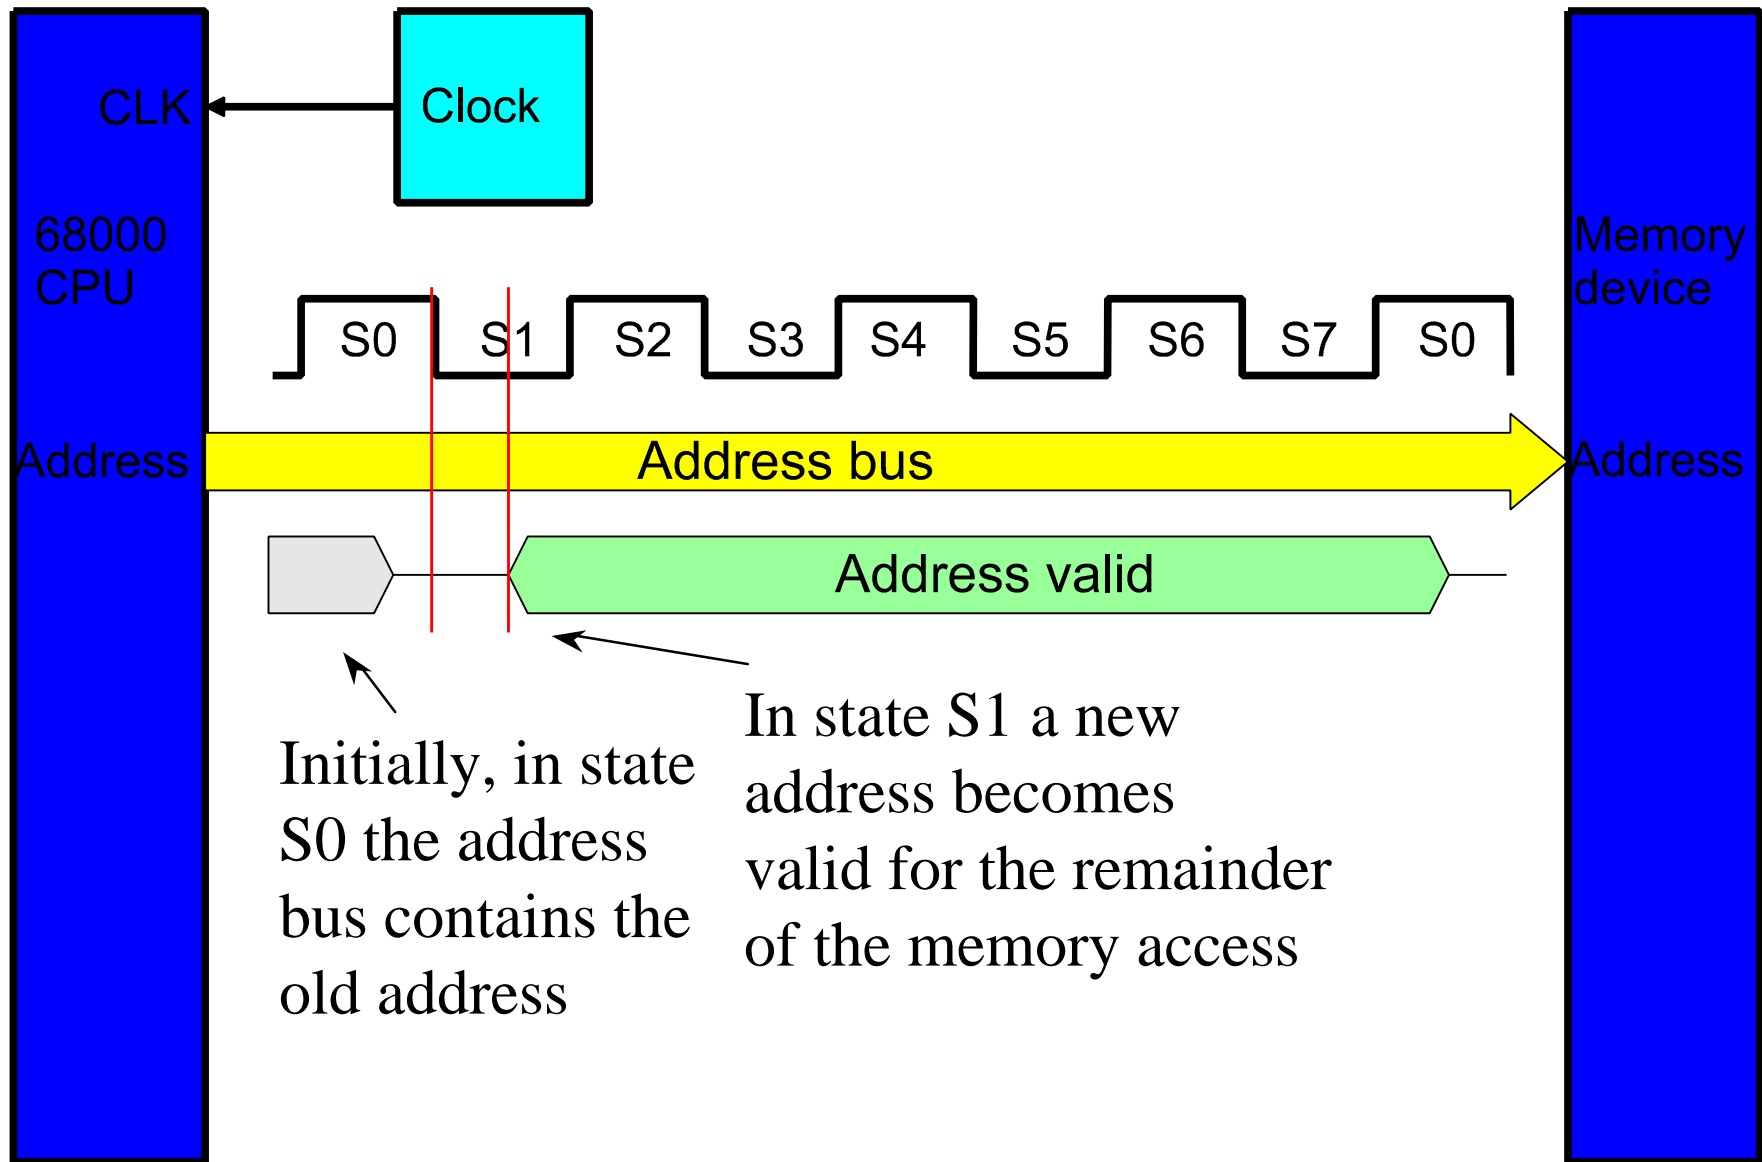 CLK
Clock
68000
CPU
Memory
device
S0 S1 S2 S3 S4 S5 S6 S7 S0
Address
Address bus
Address
Address valid
Initially, in state
S0 the address
bus contains the
old address
In state S1 a new
address becomes
valid for the remainder
of the memory access